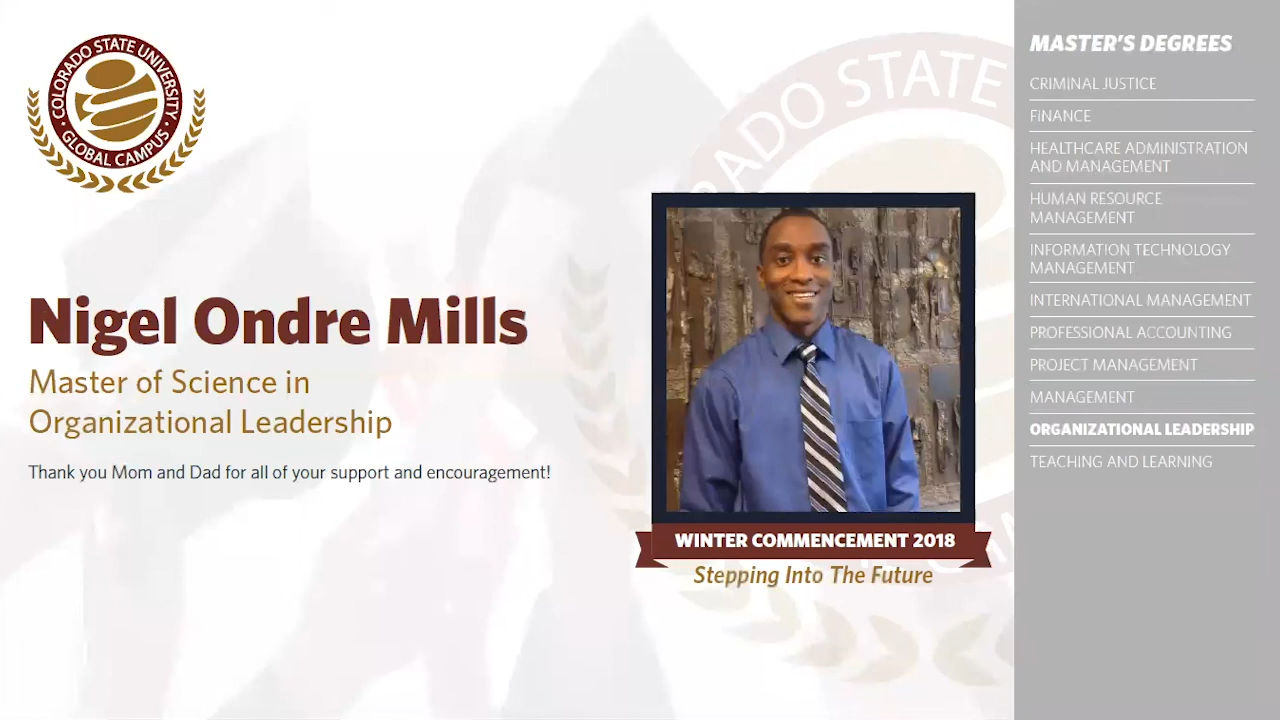 COLORADO STATE UNIVERSITY
GLOBAL CAMPUS
Nigel Ondre Mills
Master of Science in
Organizational Leadership
Thank you Mom and Dad for all of your support and encouragement!
WINTER COMMENCEMENT 2018
Stepping Into The Future
MASTER'S DEGREES
CRIMINAL JUSTICE
FINANCE
HEALTHCARE ADMINISTRATION
AND MANAGEMENT
HUMAN RESOURCE
MANAGEMENT
INFORMATION TECHNOLOGY
MANAGEMENT
INTERNATIONAL MANAGEMENT
PROFESSIONAL ACCOUNTING
PROJECT MANAGEMENT
MANAGEMENT
ORGANIZATIONAL LEADERSHIP
TEACHING AND LEARNING